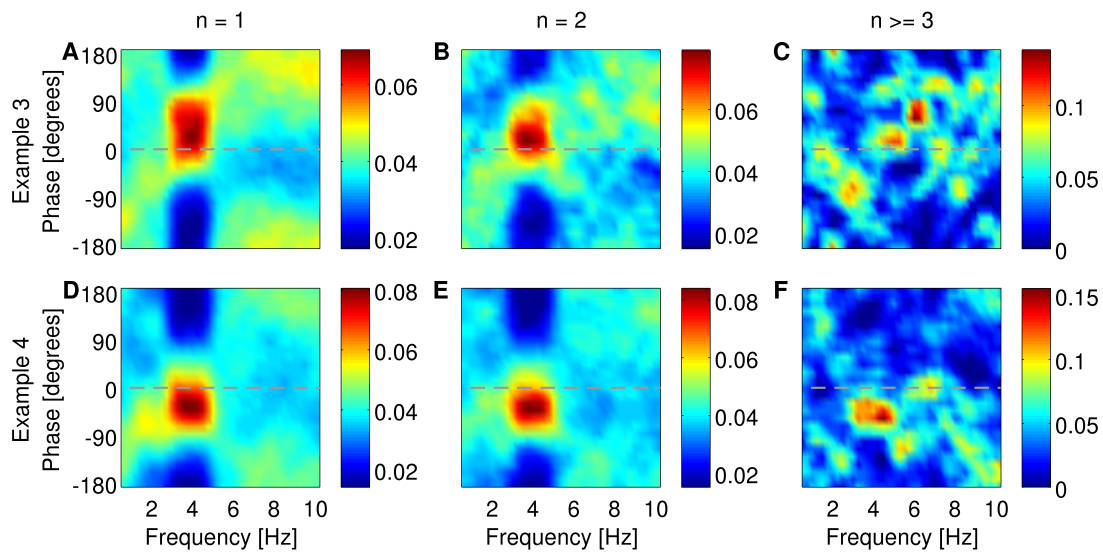 n = 1
n = 2
n >= 3
Example 3
Phase [degrees]
A
180
90
0
-90
-180
0.06
0.04
0.02
B
0.06
0.04
0.02
C
0.1
0.05
0
Example 4
Phase [degrees]
D
180
90
0
-90
-180
2 4 6 8 10
Frequency [Hz]
0.08
0.06
0.04
0.02
E
2 4 6 8 10
Frequency [Hz]
0.08
0.06
0.04
0.02
F
2 4 6 8 10
Frequency [Hz]
0.15
0.1
0.05
0